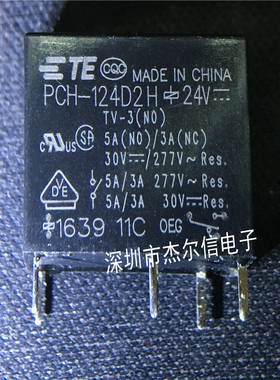 TE CQC MADE IN CHINA
PCH-124D2H 24V
TV-3(NO)
5A(NO)/3A(NC)
30V⎓/277V~Res.
5A/3A 277V~Res.
5A/3A 30V⎓Res.
1639 11C OEG
深圳市杰尔信电子